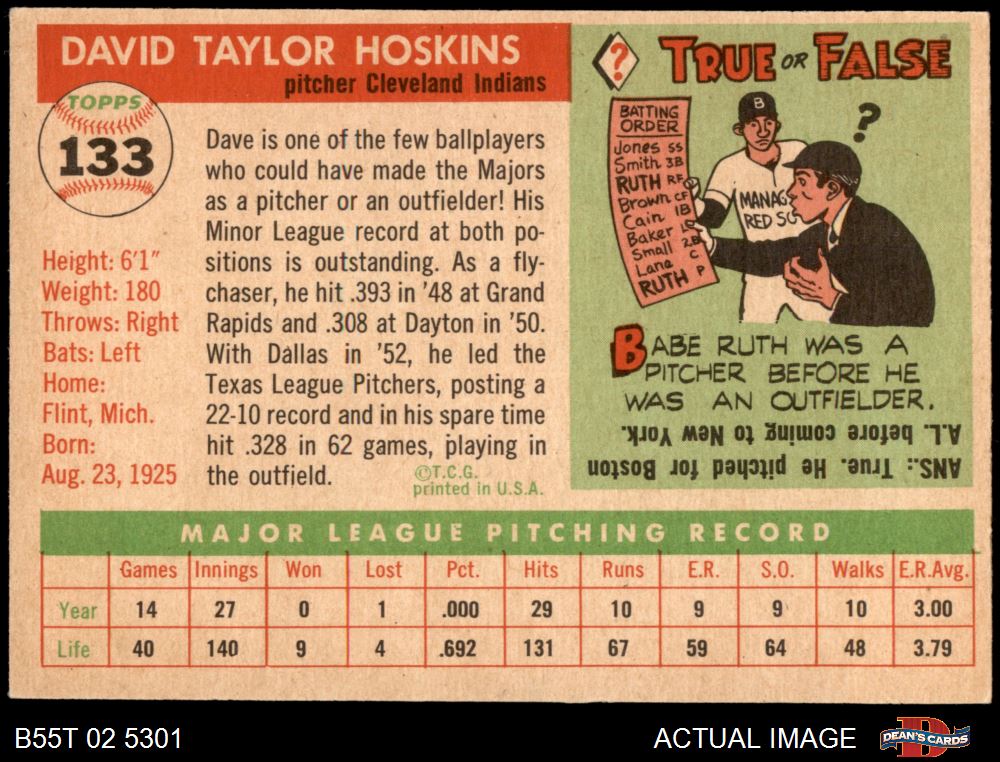 DAVID TAYLOR HOSKINS
pitcher Cleveland Indians
TOPPS
133
Height: 6'1"
Weight: 180
Throws: Right
Bats: Left
Home:
Flint, Mich.
Born:
Aug. 23, 1925
Dave is one of the few ballplayers
who could have made the Majors
as a pitcher or an outfielder! His
Minor League record at both po-
sitions is outstanding. As a fly-
chaser, he hit .393 in '48 at Grand
Rapids and .308 at Dayton in '50.
With Dallas in '52, he led the
Texas League Pitchers, posting a
22-10 record and in his spare time
hit .328 in 62 games, playing in
the outfield.
©T.C.G.
printed in U.S.A.
? TRUE OR FALSE
BATTING
ORDER
Jones SS
Smith 3B
RUTH RF
Brown CF
Cain 1B
Baker
Small 2B
Lane C
RUTH P
B
?
MANAG
RED SO
BABE RUTH WAS A
PITCHER BEFORE HE
WAS AN OUTFIELDER.
ANS.: True. He pitched for Boston
A.L. before coming to New York.
MAJOR LEAGUE PITCHING RECORD
Games Innings Won Lost Pct. Hits Runs E.R. S.O. Walks E.R.Avg.
Year 14 27 0 1 .000 29 10 9 9 10 3.00
Life 40 140 9 4 .692 131 67 59 64 48 3.79
B55T 02 5301
ACTUAL IMAGE
D
DEAN'S CARDS